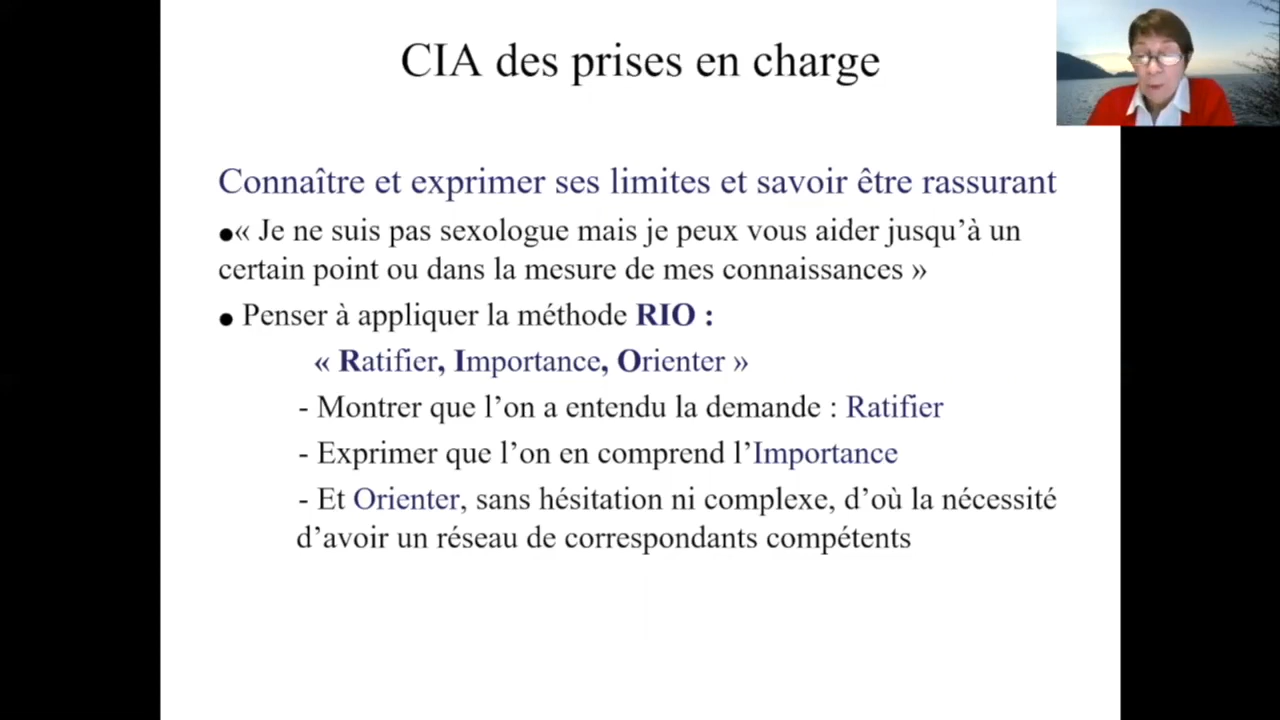 CIA des prises en charge
Connaître et exprimer ses limites et savoir être rassurant
●« Je ne suis pas sexologue mais je peux vous aider jusqu’à un
certain point ou dans la mesure de mes connaissances »
● Penser à appliquer la méthode RIO :
« Ratifier, Importance, Orienter »
- Montrer que l’on a entendu la demande : Ratifier
- Exprimer que l’on en comprend l’Importance
- Et Orienter, sans hésitation ni complexe, d’où la nécessité
d’avoir un réseau de correspondants compétents